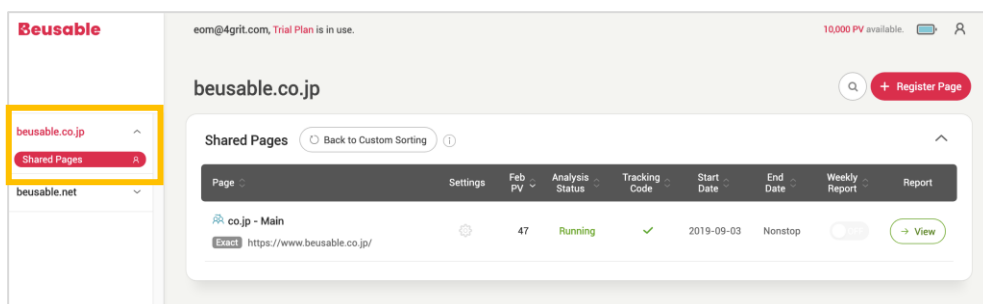 Beusable
eom@4grit.com, Trial Plan is in use.
10,000 PV available.
beusable.co.jp
+ Register Page
beusable.co.jp
Shared Pages
beusable.net
Shared Pages
Back to Custom Sorting
Page
Settings
Feb PV
Analysis Status
Tracking Code
Start Date
End Date
Weekly Report
Report
co.jp - Main
Exact https://www.beusable.co.jp/
47
Running
2019-09-03
Nonstop
→ View